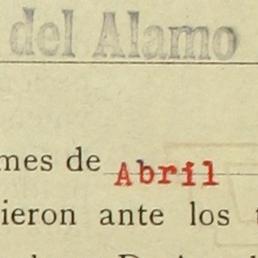 del Alamo
mes de Abril
ieron ante los